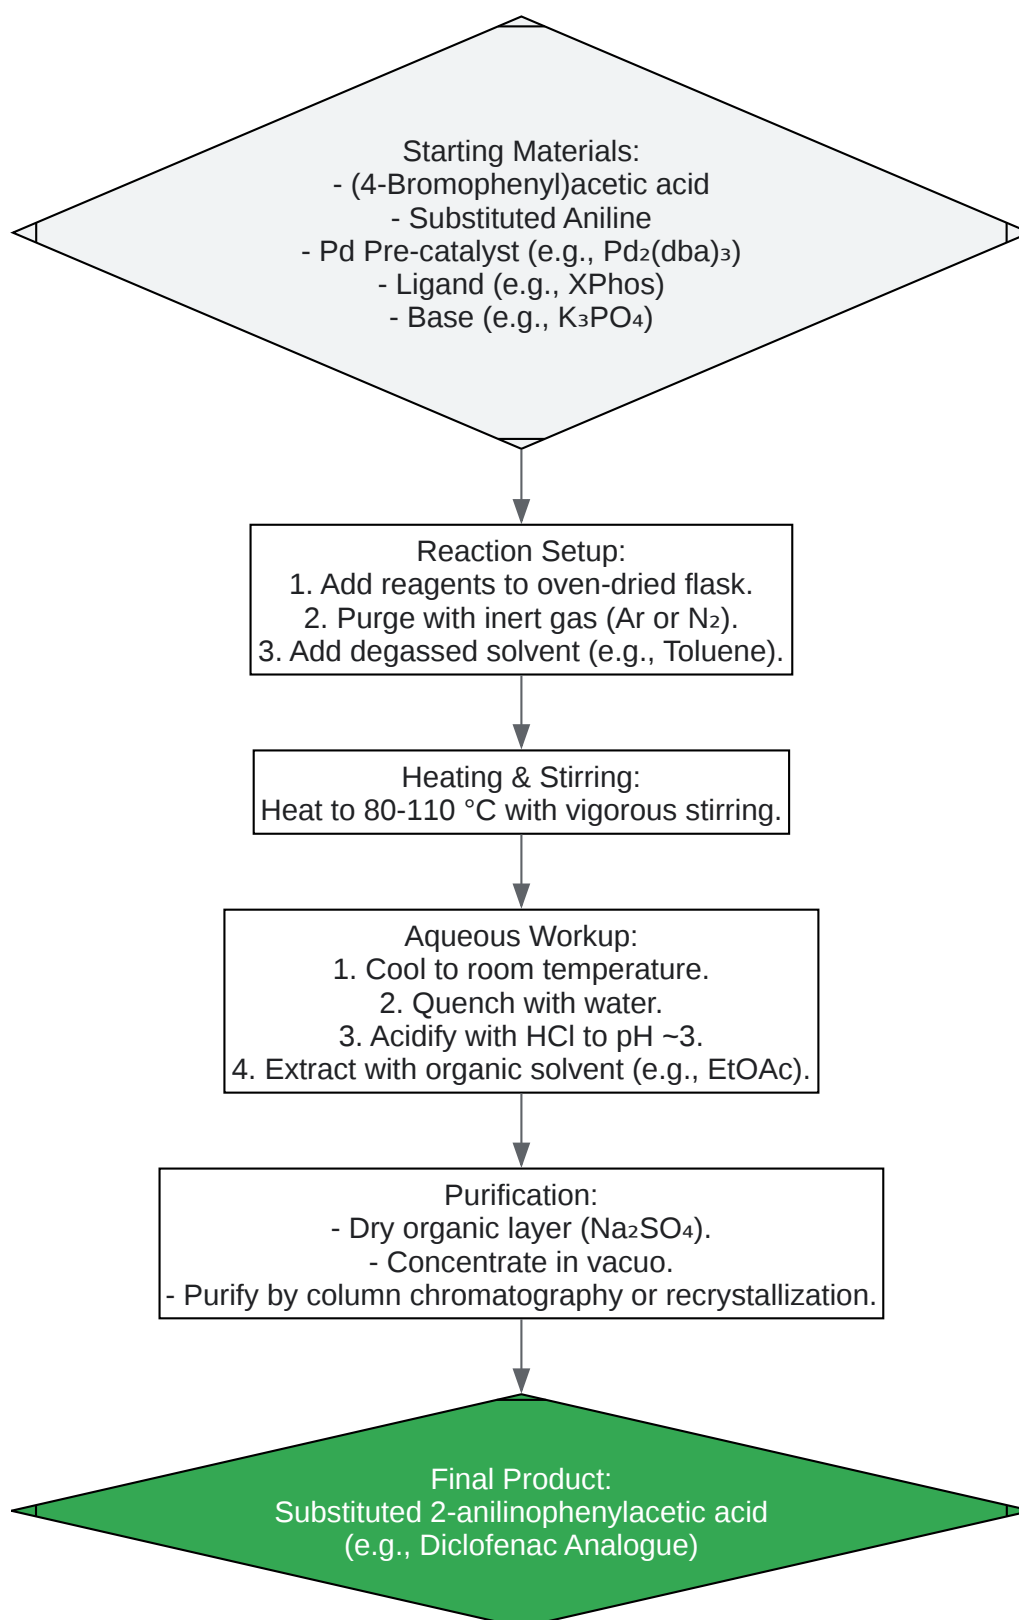 Starting Materials:
- (4-Bromophenyl)acetic acid
- Substituted Aniline
- Pd Pre-catalyst (e.g., Pd₂(dba)₃)
- Ligand (e.g., XPhos)
- Base (e.g., K₃PO₄)
Reaction Setup:
1. Add reagents to oven-dried flask.
2. Purge with inert gas (Ar or N₂).
3. Add degassed solvent (e.g., Toluene).
Heating & Stirring:
Heat to 80-110 °C with vigorous stirring.
Aqueous Workup:
1. Cool to room temperature.
2. Quench with water.
3. Acidify with HCl to pH ~3.
4. Extract with organic solvent (e.g., EtOAc).
Purification:
- Dry organic layer (Na₂SO₄).
- Concentrate in vacuo.
- Purify by column chromatography or recrystallization.
Final Product:
Substituted 2-anilinophenylacetic acid
(e.g., Diclofenac Analogue)